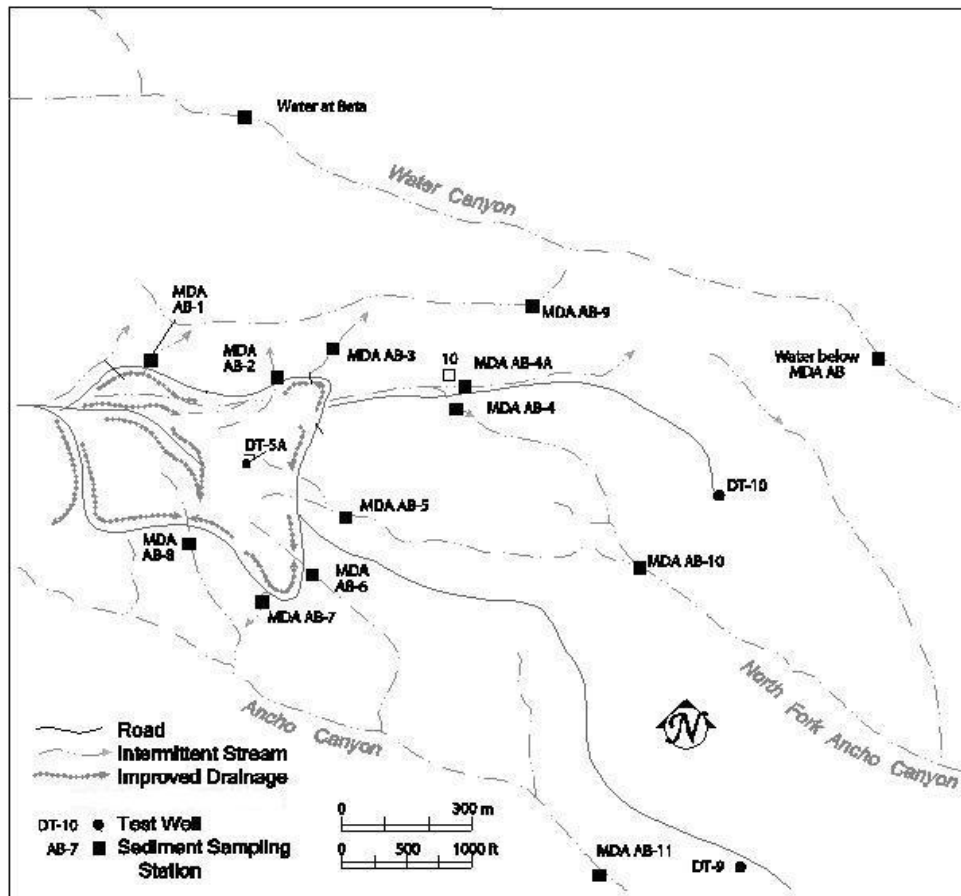 Water at Beta
Water Canyon
MDA
AB-1
MDA AB-9
MDA
AB-2
MDA AB-3
10
MDA AB-4A
Water below
MDA AB
MDA AB-4
DT-5A
DT-10
MDA AB-5
MDA
AB-8
MDA AB-10
MDA
AB-6
MDA AB-7
Ancho Canyon
North Fork Ancho Canyon
N
Road
Intermittent Stream
Improved Drainage
DT-10 Test Well
AB-7 Sediment Sampling
Station
0 300 m
0 500 1000 ft
MDA AB-11
DT-9